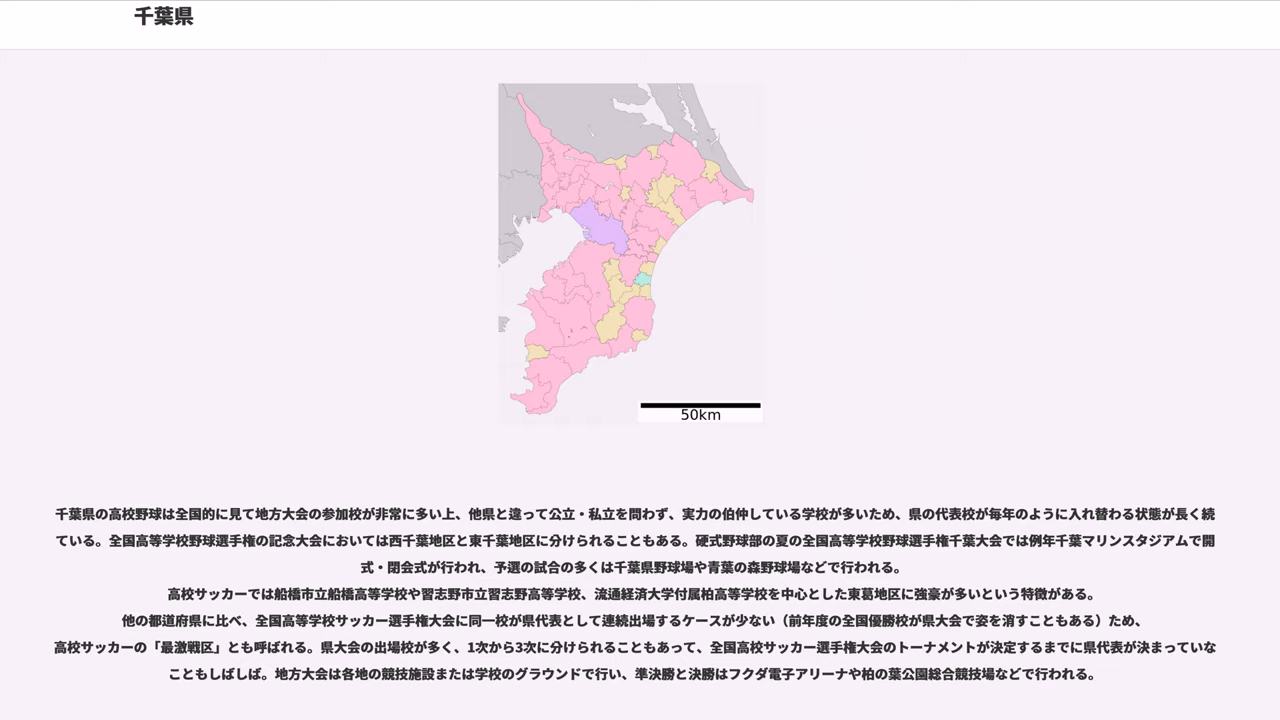 千葉県
50km
千葉県の高校野球は全国的に見て地方大会の参加校が非常に多い上、他県と違って公立・私立を問わず、実力の伯仲している学校が多いため、県の代表校が毎年のように入れ替わる状態が長く続
ている。全国高等学校野球選手権の記念大会においては西千葉地区と東千葉地区に分けられることもある。硬式野球部の夏の全国高等学校野球選手権千葉大会では例年千葉マリンスタジアムで開
式・閉会式が行われ、予選の試合の多くは千葉県野球場や青葉の森野球場などで行われる。
高校サッカーでは船橋市立船橋高等学校や習志野市立習志野高等学校、流通経済大学付属柏高等学校を中心とした東葛地区に強豪が多いという特徴がある。
他の都道府県に比べ、全国高等学校サッカー選手権大会に同一校が県代表として連続出場するケースが少ない（前年度の全国優勝校が県大会で姿を消すこともある）ため、
高校サッカーの「最激戦区」とも呼ばれる。県大会の出場校が多く、1次から3次に分けられることもあって、全国高校サッカー選手権大会のトーナメントが決定するまでに県代表が決まっていな
こともしばしば。地方大会は各地の競技施設または学校のグラウンドで行い、準決勝と決勝はフクダ電子アリーナや柏の葉公園総合競技場などで行われる。